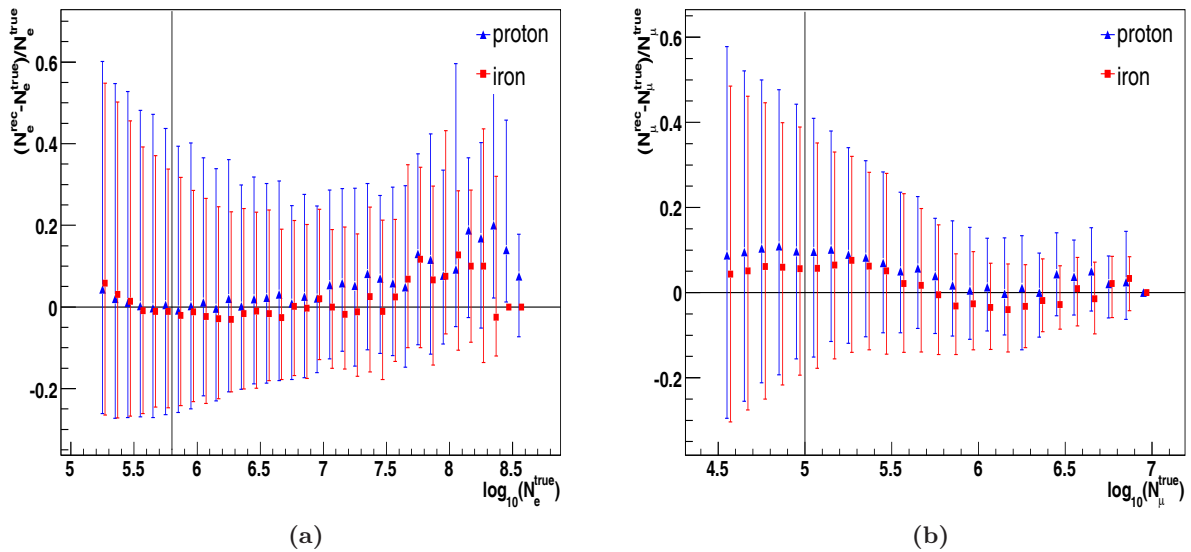 (N_e^rec-N_e^true)/N_e^true
proton
iron
0.6
0.4
0.2
0
-0.2
5 5.5 6 6.5 7 7.5 8 8.5
log_10(N_e^true)
(a)
(N_μ^rec-N_μ^true)/N_μ^true
proton
iron
0.6
0.4
0.2
0
-0.2
4.5 5 5.5 6 6.5 7
log_10(N_μ^true)
(b)